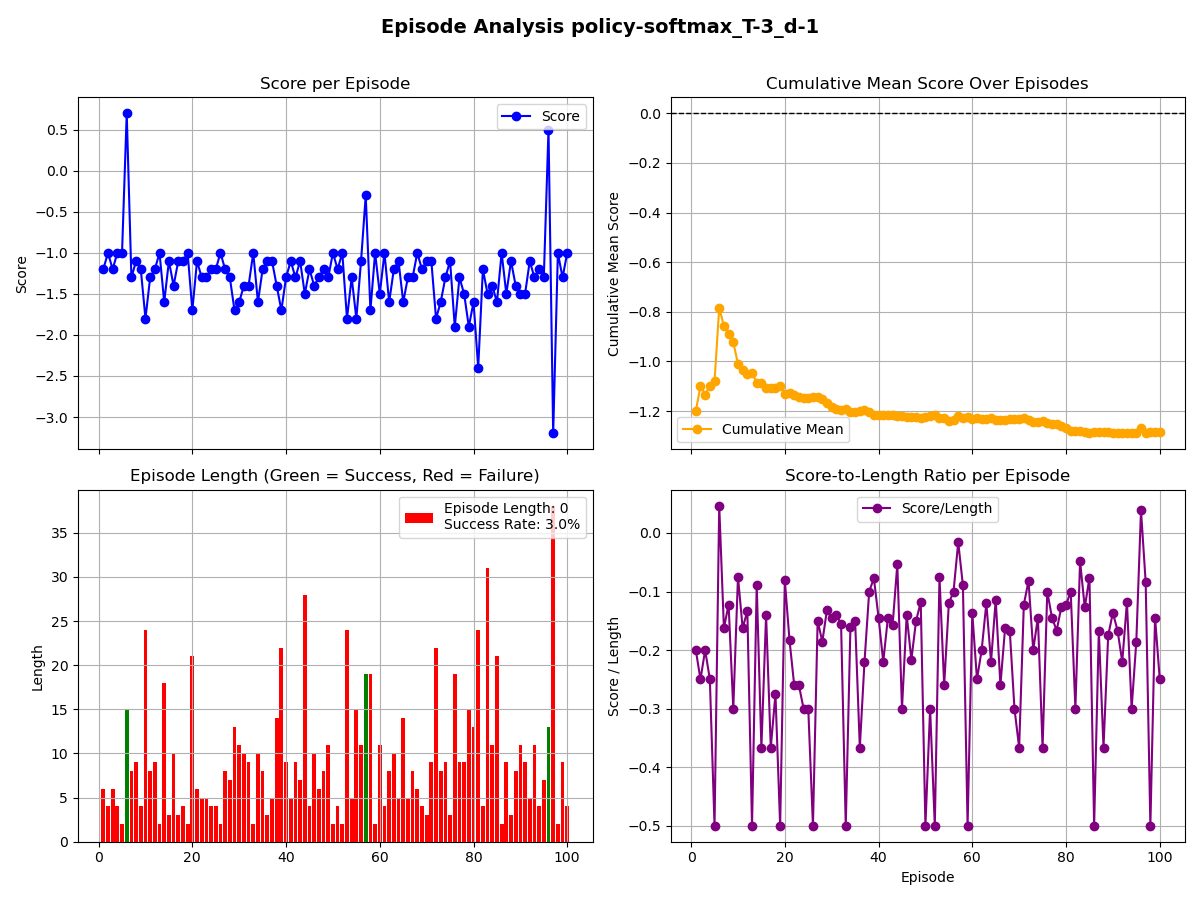 Episode Analysis policy-softmax_T-3_d-1
Score per Episode
Score
0.5
0.0
−0.5
−1.0
−1.5
−2.0
−2.5
−3.0
Score
Cumulative Mean Score Over Episodes
0.0
−0.2
−0.4
−0.6
−0.8
−1.0
−1.2
Cumulative Mean Score
Cumulative Mean
Episode Length (Green = Success, Red = Failure)
Episode Length: 0
Success Rate: 3.0%
35
30
25
20
15
10
5
0
Length
0 20 40 60 80 100
Score-to-Length Ratio per Episode
Score/Length
0.0
−0.1
−0.2
−0.3
−0.4
−0.5
Score / Length
0 20 40 60 80 100
Episode